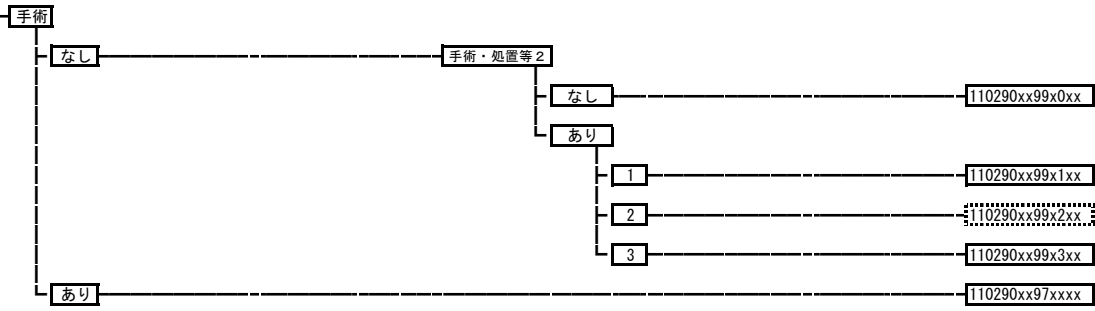 手術
なし 手術・処置等２
なし 110290xx99x0xx
あり
1 110290xx99x1xx
2 110290xx99x2xx
3 110290xx99x3xx
あり 110290xx97xxxx